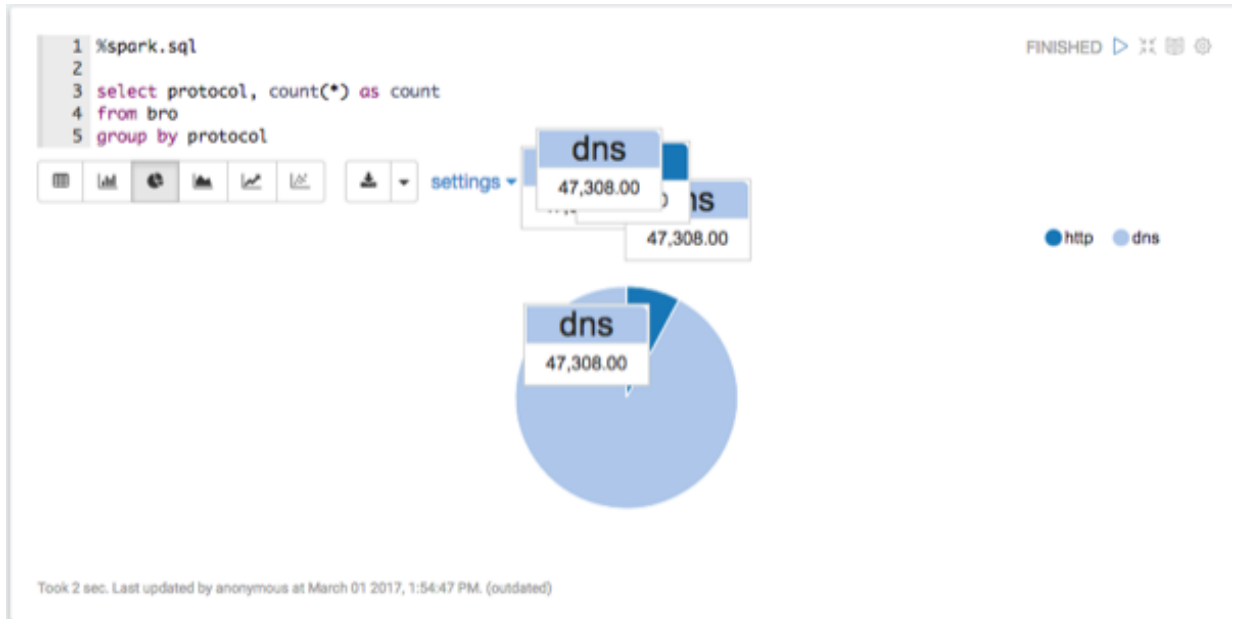 1 %spark.sql
2
3 select protocol, count(*) as count
4 from bro
5 group by protocol
FINISHED
settings
dns
47,308.00
47,308.00
http
dns
dns
47,308.00
Took 2 sec. Last updated by anonymous at March 01 2017, 1:54:47 PM. (outdated)